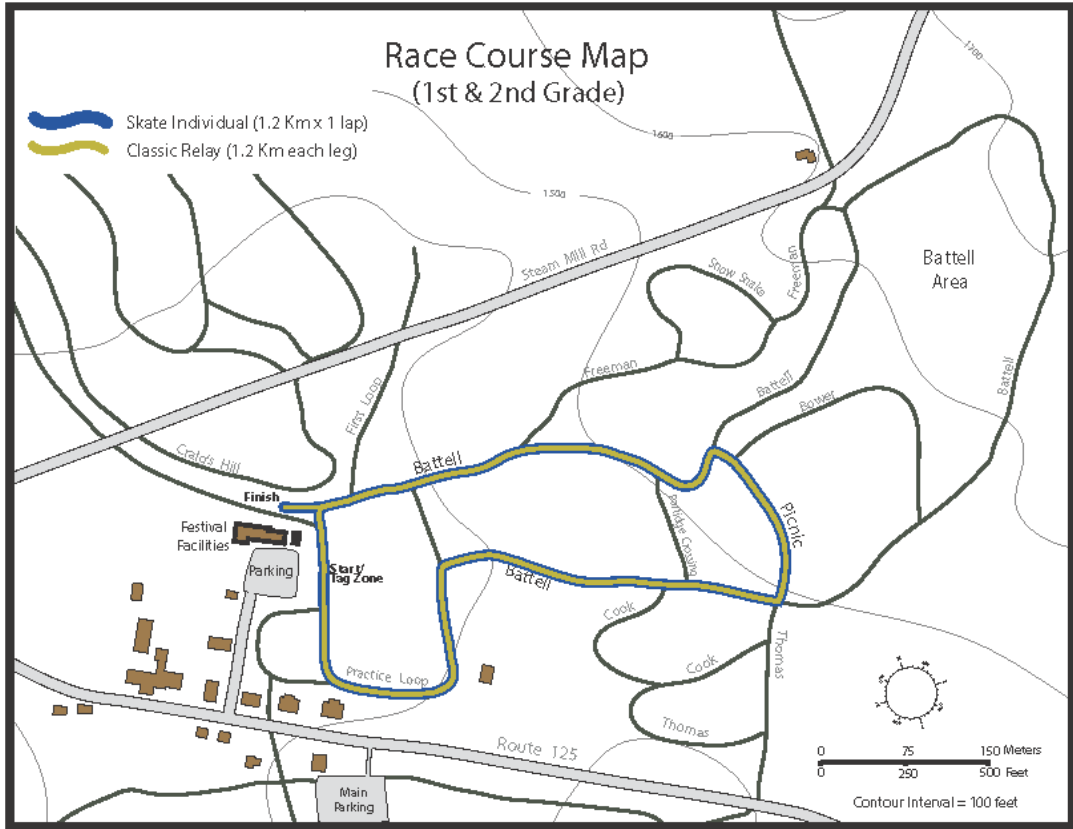 Race Course Map
(1st & 2nd Grade)
Skate Individual (1.2 Km x 1 lap)
Classic Relay (1.2 Km each leg)
1700
1600
1500
Steam Mill Rd
Snow Snake
Freeman
Battell
Area
Freeman
First Loop
Battell
Bower
Battell
Craig's Hill
Battell
Finish
Festival
Facilities
Partridge Crossing
Picnic
Parking
Start/
Tag Zone
Battell
Cook
Cook
Thomas
Practice Loop
Thomas
Route 125
Main
Parking
0 75 150 Meters
0 250 500 Feet
Contour Interval = 100 feet